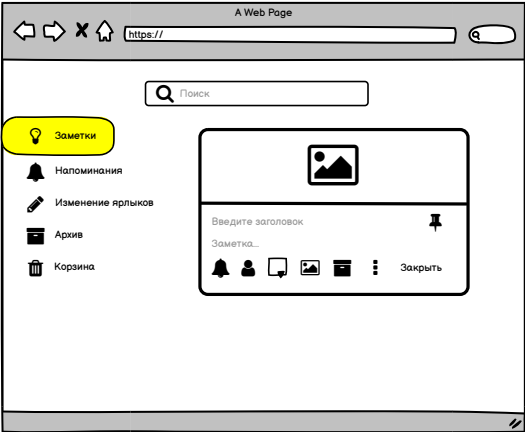 A Web Page
https://
Поиск
Заметки
Напоминания
Изменение ярлыков
Архив
Корзина
Введите заголовок
Заметка...
Закрыть